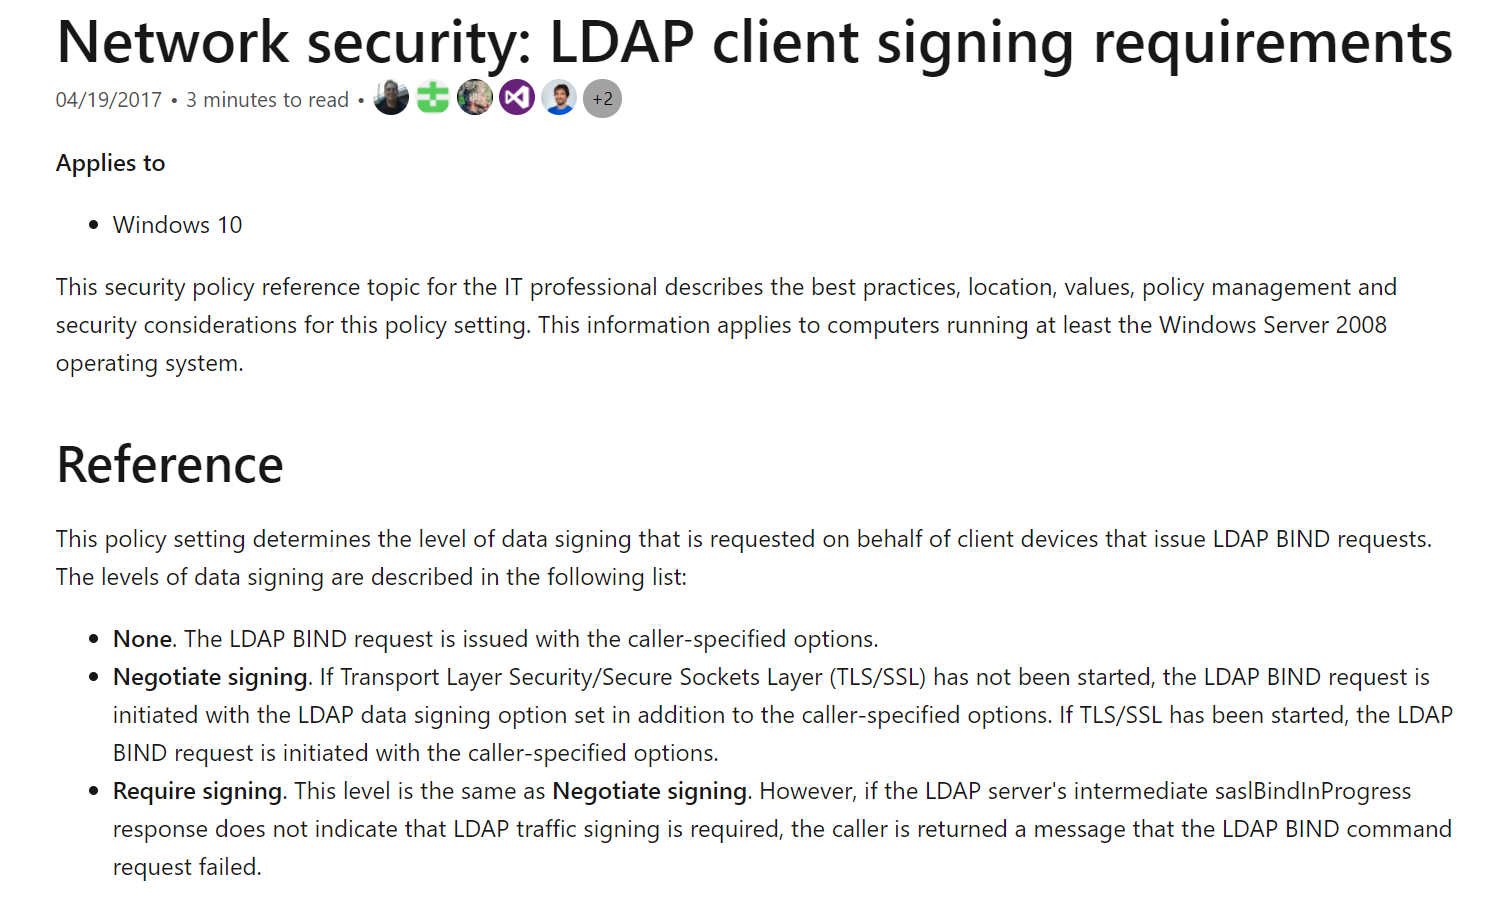 Network security: LDAP client signing requirements
04/19/2017 • 3 minutes to read • +2
Applies to
• Windows 10
This security policy reference topic for the IT professional describes the best practices, location, values, policy management and
security considerations for this policy setting. This information applies to computers running at least the Windows Server 2008
operating system.
Reference
This policy setting determines the level of data signing that is requested on behalf of client devices that issue LDAP BIND requests.
The levels of data signing are described in the following list:
• None. The LDAP BIND request is issued with the caller-specified options.
• Negotiate signing. If Transport Layer Security/Secure Sockets Layer (TLS/SSL) has not been started, the LDAP BIND request is
initiated with the LDAP data signing option set in addition to the caller-specified options. If TLS/SSL has been started, the LDAP
BIND request is initiated with the caller-specified options.
• Require signing. This level is the same as Negotiate signing. However, if the LDAP server's intermediate saslBindInProgress
response does not indicate that LDAP traffic signing is required, the caller is returned a message that the LDAP BIND command
request failed.